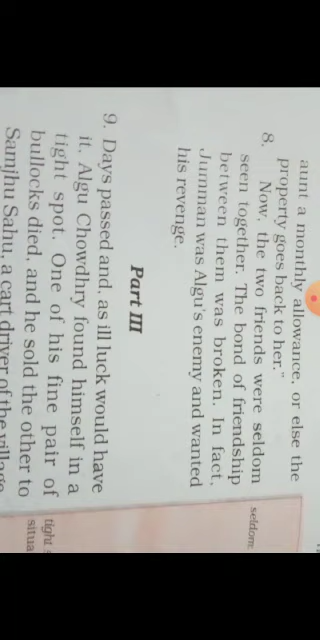 aunt a monthly allowance, or else the
property goes back to her."
8. Now, the two friends were seldom
seen together. The bond of friendship
between them was broken. In fact,
Jumman was Algu's enemy and wanted
his revenge.
seldom:
Part III
9. Days passed and, as ill luck would have
it, Algu Chowdhry found himself in a
tight spot. One of his fine pair of
bullocks died, and he sold the other to
Samjhu Sahu, a cart driver of the village
tight
situa